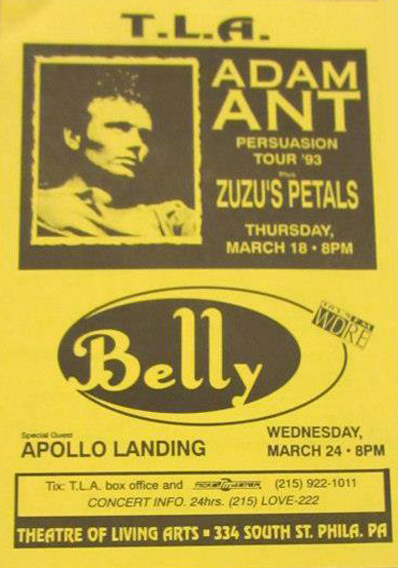 T.L.A.
ADAM
ANT
PERSUASION
TOUR '93
Plus
ZUZU'S PETALS
THURSDAY,
MARCH 18 • 8PM
Belly
WDRE
Special Guest
APOLLO LANDING
WEDNESDAY,
MARCH 24 • 8PM
Tix: T.L.A. box office and TICKETMASTER (215) 922-1011
CONCERT INFO. 24hrs. (215) LOVE-222
THEATRE OF LIVING ARTS ▪ 334 SOUTH ST. PHILA. PA